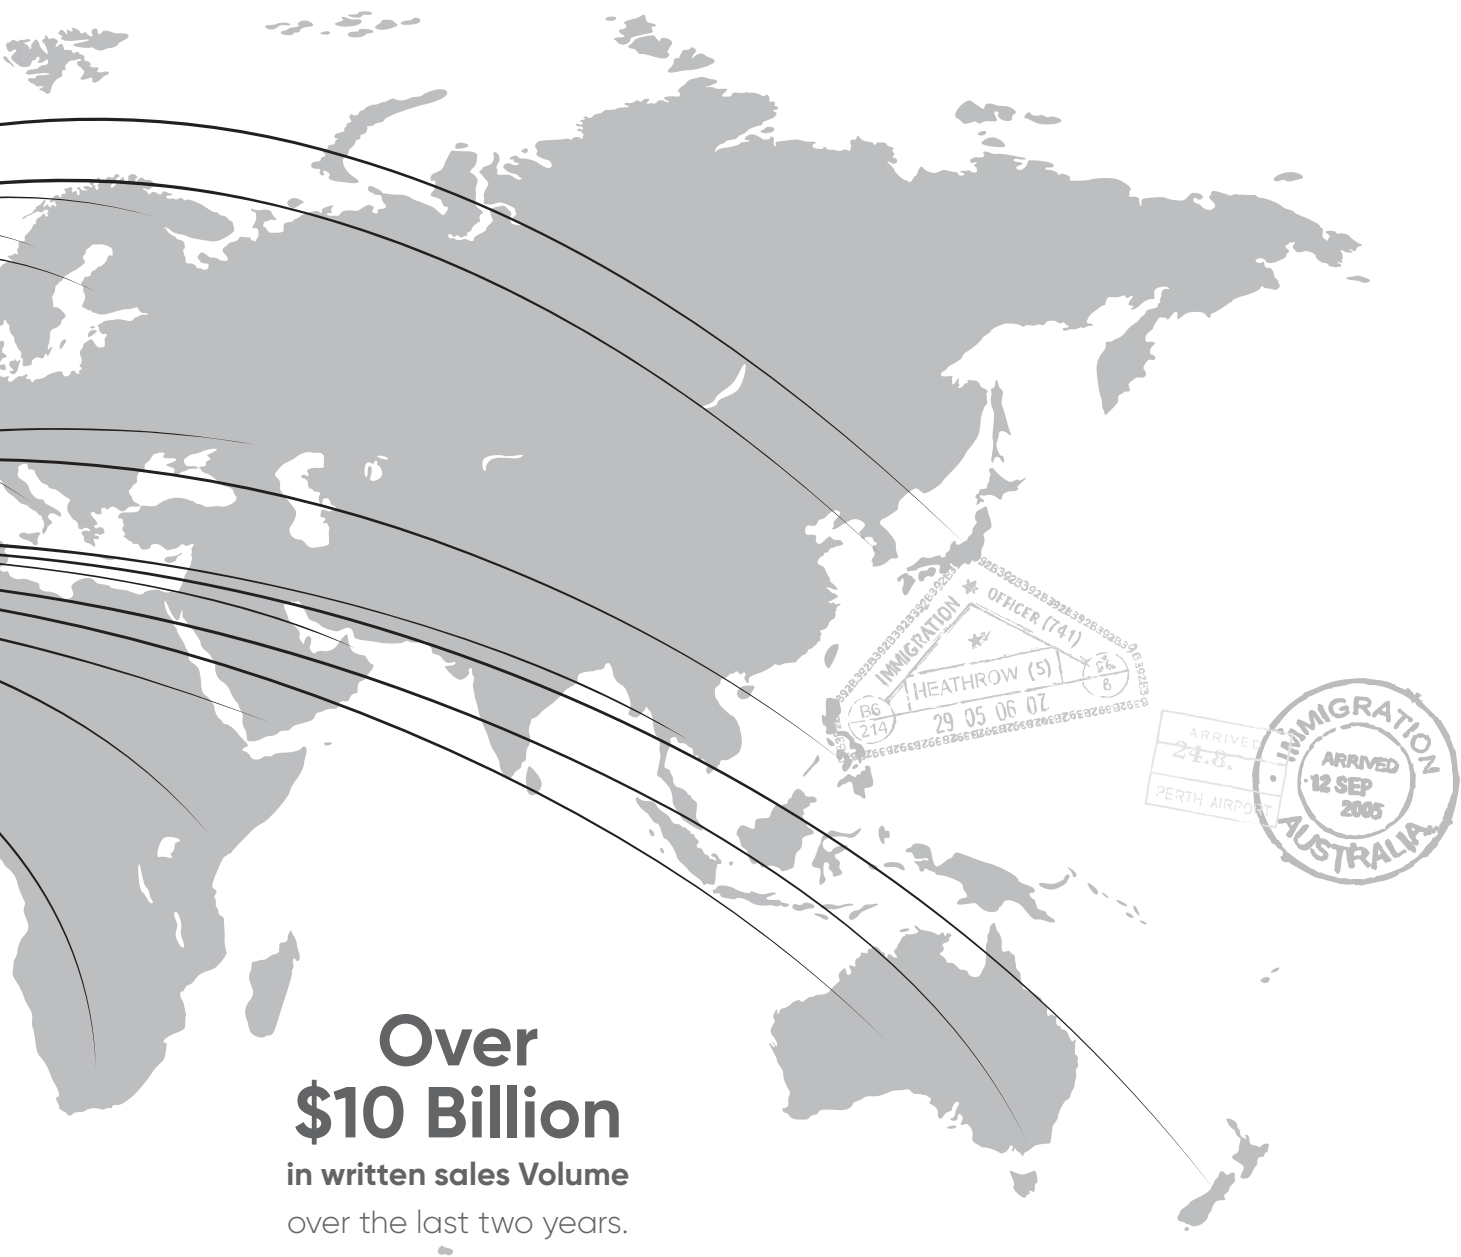 IMMIGRATION
OFFICER (741)
HEATHROW (5)
B6
214
8
29 05 06 07
ARRIVED
24.8.
PERTH AIRPORT
IMMIGRATION
ARRIVED
12 SEP
2005
AUSTRALIA
Over
$10 Billion
in written sales Volume
over the last two years.